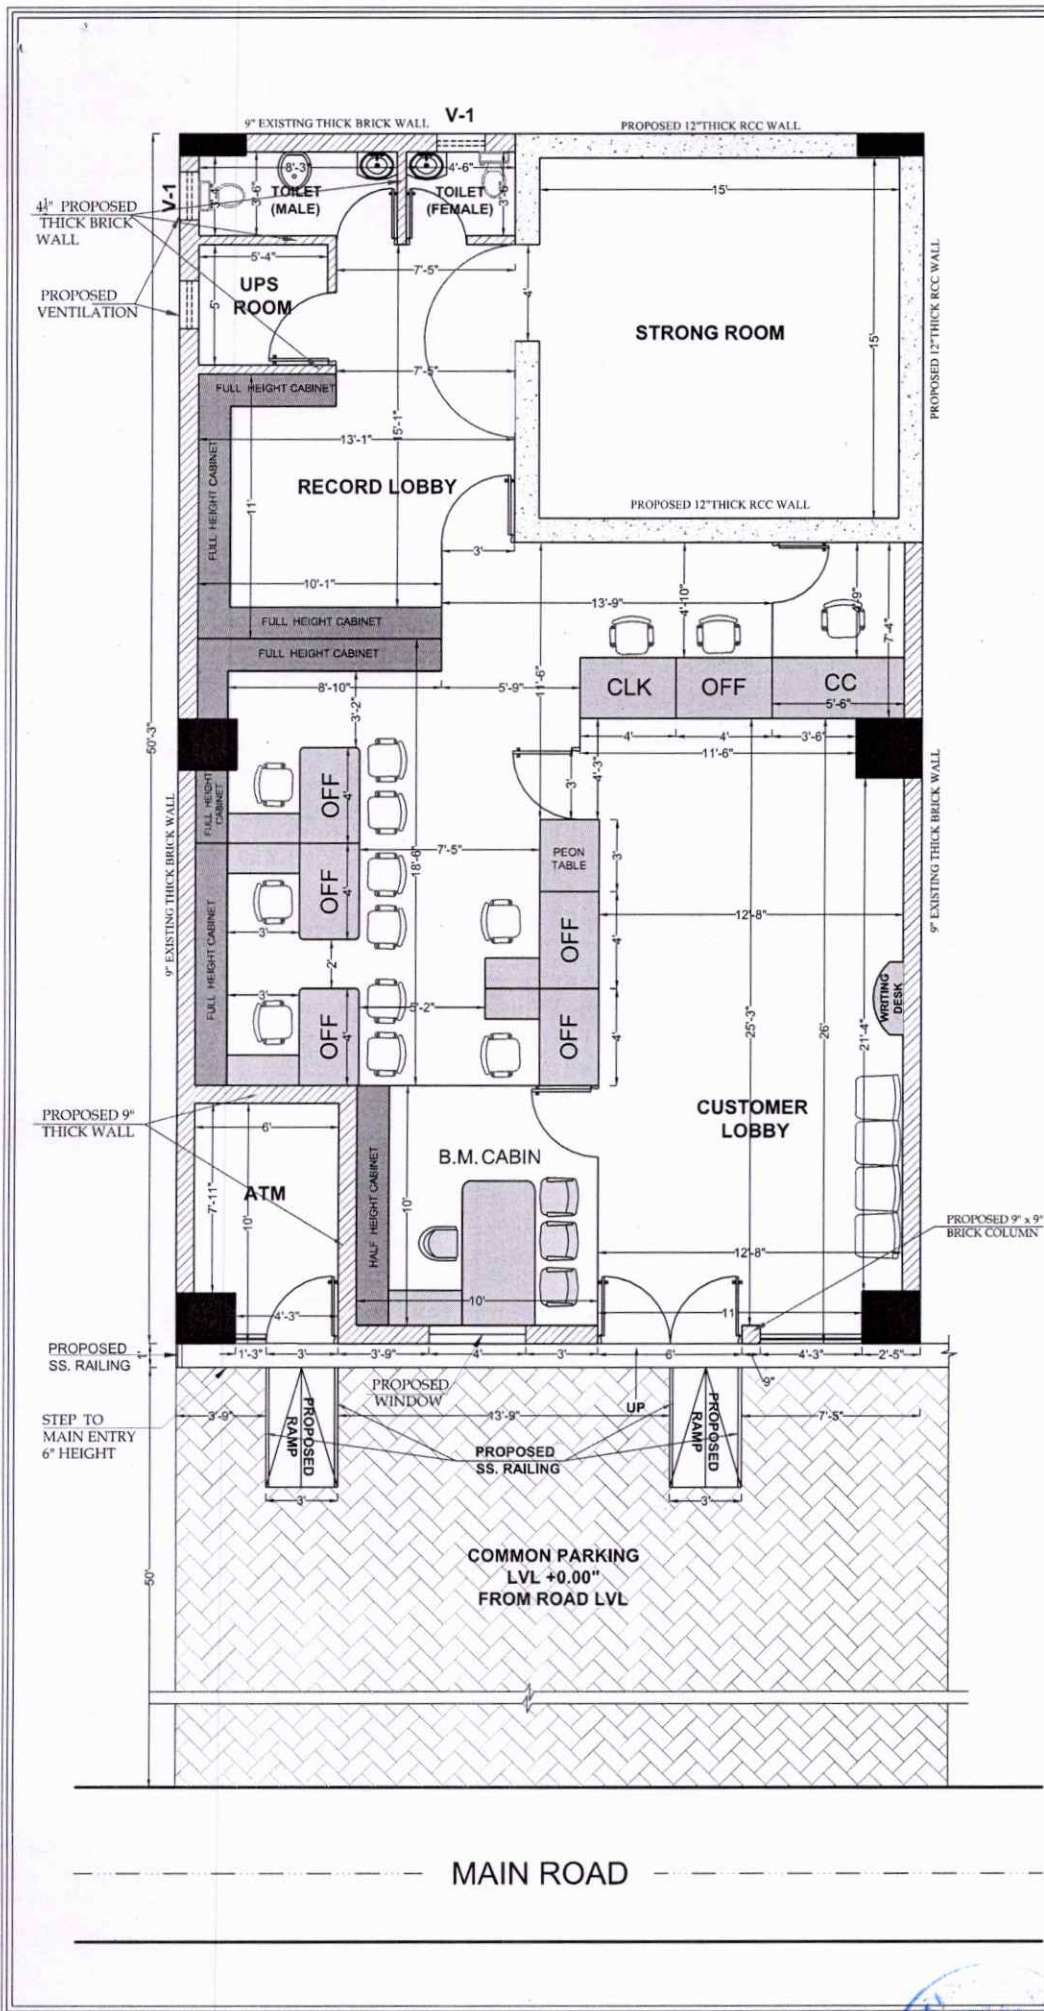 V-1
9" EXISTING THICK BRICK WALL
PROPOSED 12"THICK RCC WALL
8'-3"
4'-6"
3'-4"
3'-6"
3'-6"
TOILET
(MALE)
TOILET
(FEMALE)
15'
V-1
4½" PROPOSED
THICK BRICK
WALL
5'-4"
7'-5"
UPS
ROOM
5'
4'
PROPOSED
VENTILATION
STRONG ROOM
15'
PROPOSED 12"THICK RCC WALL
7'-5"
FULL HEIGHT CABINET
13'-1"
15'-1"
FULL HEIGHT CABINET
11'
RECORD LOBBY
PROPOSED 12"THICK RCC WALL
3'
10'-1"
13'-9"
4'-10"
4'-9"
7'-4"
FULL HEIGHT CABINET
FULL HEIGHT CABINET
8'-10"
5'-9"
11'-6"
CLK
OFF
CC
5'-6"
3'-2"
4'
4'
3'-6"
11'-6"
50'-3"
4'-3"
3'
FULL HEIGHT
CABINET
OFF
4'
9" EXISTING THICK BRICK WALL
9" EXISTING THICK BRICK WALL
7'-5"
18'-6"
PEON
TABLE
3'
FULL HEIGHT CABINET
OFF
4'
3'
2'
OFF
4'
12'-8"
WRITING
DESK
3'
OFF
4'
5'-2"
OFF
4'
25'-3"
26'
21'-4"
PROPOSED 9"
THICK WALL
6'
CUSTOMER
LOBBY
B.M. CABIN
ATM
7'-11"
10'
HALF HEIGHT CABINET
10'
PROPOSED 9" x 9"
BRICK COLUMN
12'-8"
10'
11'
4'-3"
PROPOSED
SS. RAILING
1'
1'-3"
3'
3'-9"
4'
3'
6'
4'-3"
2'-5"
9"
PROPOSED
WINDOW
UP
STEP TO
MAIN ENTRY
6" HEIGHT
3'-9"
13'-9"
7'-5"
PROPOSED
RAMP
PROPOSED
SS. RAILING
PROPOSED
RAMP
3'
3'
50'
COMMON PARKING
LVL +0.00"
FROM ROAD LVL
MAIN ROAD